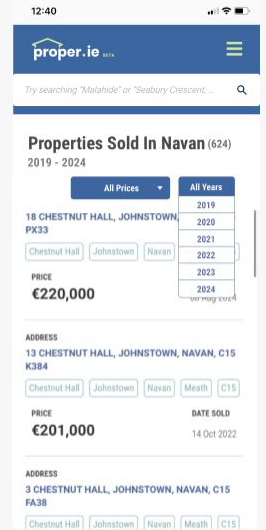 12:40
proper.ie BETA
Try searching "Malahide" or "Seabury Crescent, ...
Properties Sold In Navan (624)
2019 - 2024
All Prices
All Years
2019
2020
2021
2022
2023
2024
18 CHESTNUT HALL, JOHNSTOWN,
PX33
Chestnut Hall Johnstown Navan
PRICE
€220,000
08 Aug 2024
ADDRESS
13 CHESTNUT HALL, JOHNSTOWN, NAVAN, C15
K384
Chestnut Hall Johnstown Navan Meath C15
PRICE
DATE SOLD
€201,000
14 Oct 2022
ADDRESS
3 CHESTNUT HALL, JOHNSTOWN, NAVAN, C15
FA38
Chestnut Hall Johnstown Navan Meath C15